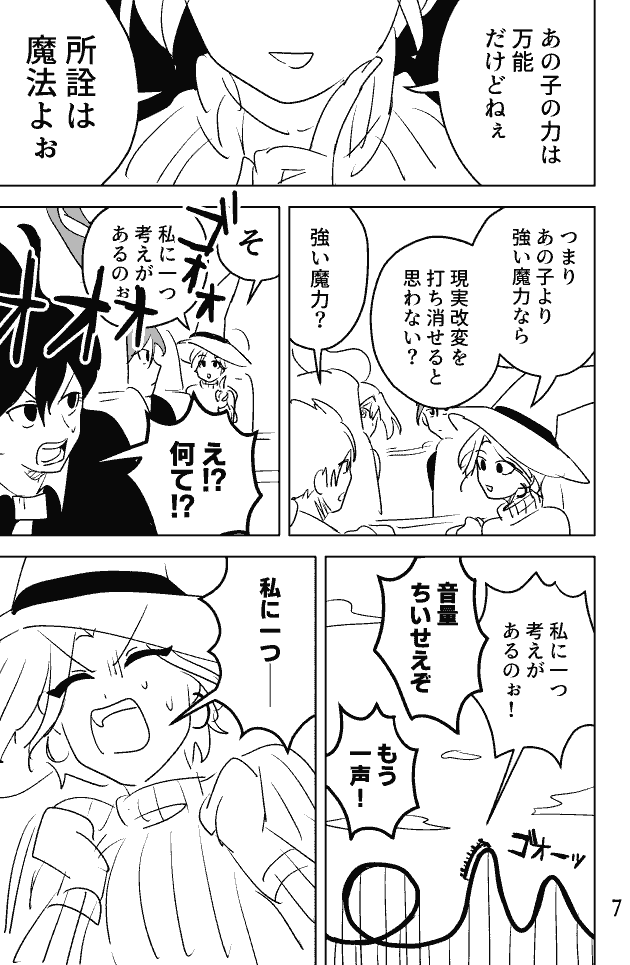 あの子の力は
万能
だけどねぇ
所詮は
魔法よぉ
つまり
あの子より
強い魔力なら
現実改変を
打ち消せると
思わない?
強い魔力?
そ
私に一つ
考えが
あるのぉ
オオオ
オオオ
え!?
何て!?
私に一つ
考えが
あるのぉ!
音量
ちいせえぞ
もう
一声!
ゴォーッ
私に一つ──
7